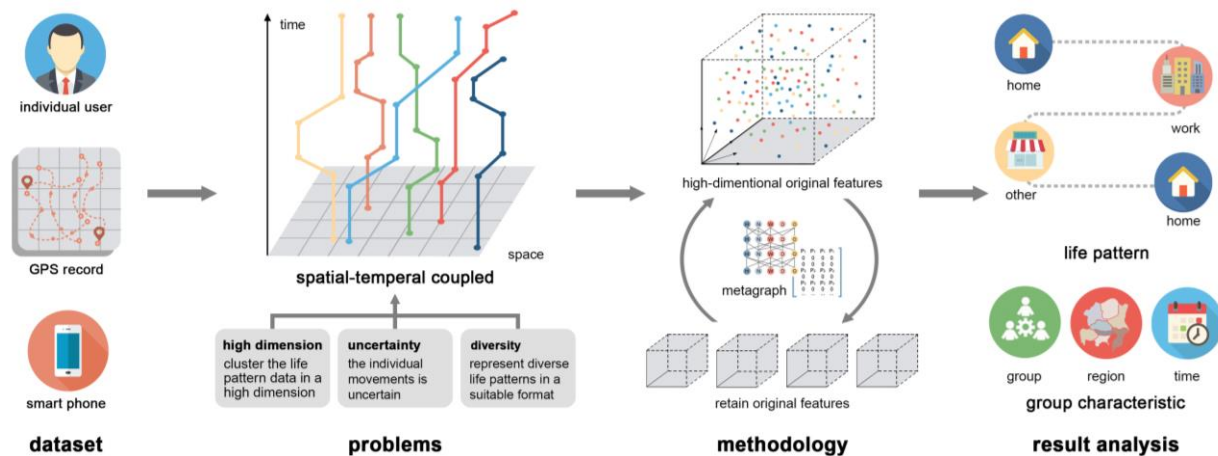 individual user
GPS record
smart phone
dataset
time
space
spatial-temperal coupled
high dimension
cluster the life
pattern data in a
high dimension
uncertainty
the individual
movements is
uncertain
diversity
represent diverse
life patterns in a
suitable format
problems
high-dimentional original features
metagraph
retain original features
methodology
home
work
other
home
life pattern
group
region
time
group characteristic
result analysis